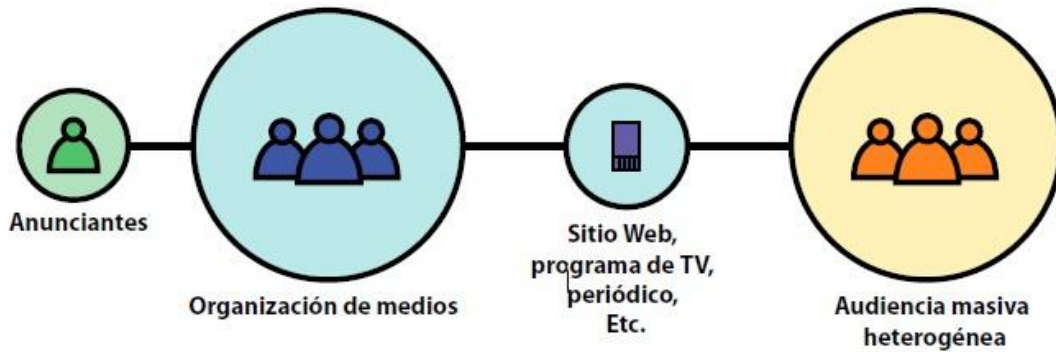 Anunciantes
Organización de medios
Sitio Web,
programa de TV,
periódico,
Etc.
Audiencia masiva
heterogénea